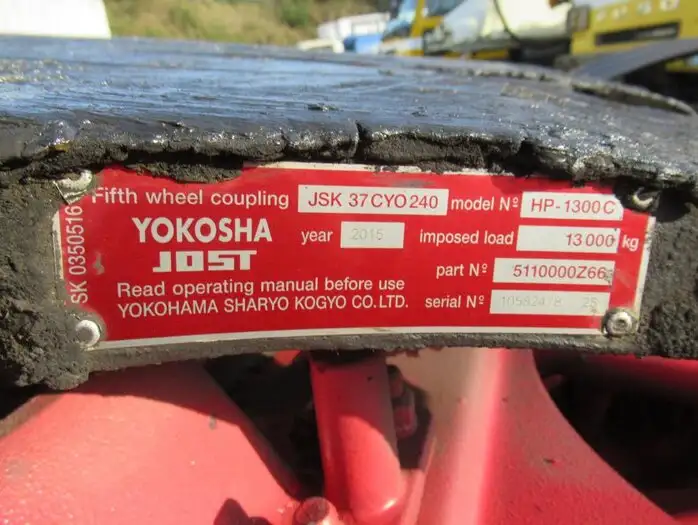 Fifth wheel coupling JSK 37CYO240 model Nº HP-1300C
YOKOSHA year 2015 imposed load 13000 kg
JOST part Nº 5110000Z66
Read operating manual before use
YOKOHAMA SHARYO KOGYO CO.LTD. serial Nº 25
SK 0350516